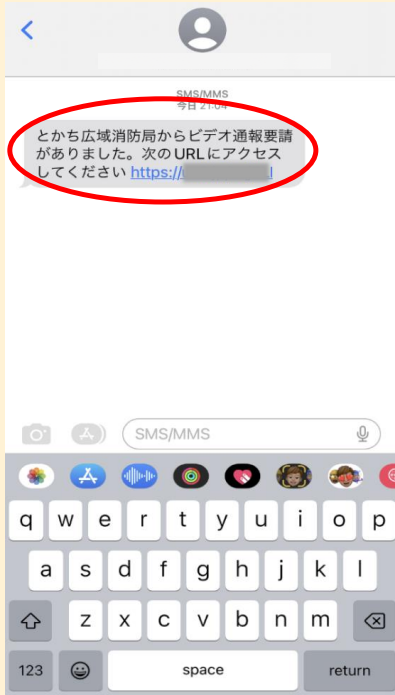 SMS/MMS
今日 21:04
とかち広域消防局からビデオ通報要請
がありました。次のURLにアクセス
してください https://
SMS/MMS
q w e r t y u i o p
a s d f g h j k l
z x c v b n m
123 space return